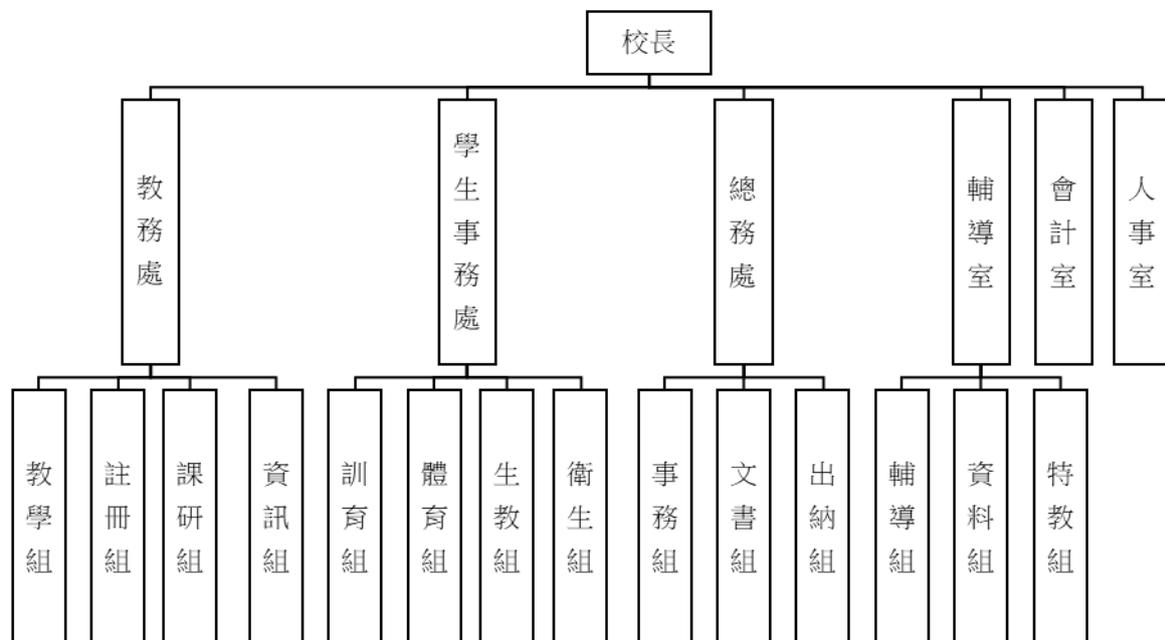 校長
教務處
學生事務處
總務處
輔導室
會計室
人事室
教學組
註冊組
課研組
資訊組
訓育組
體育組
生教組
衛生組
事務組
文書組
出納組
輔導組
資料組
特教組